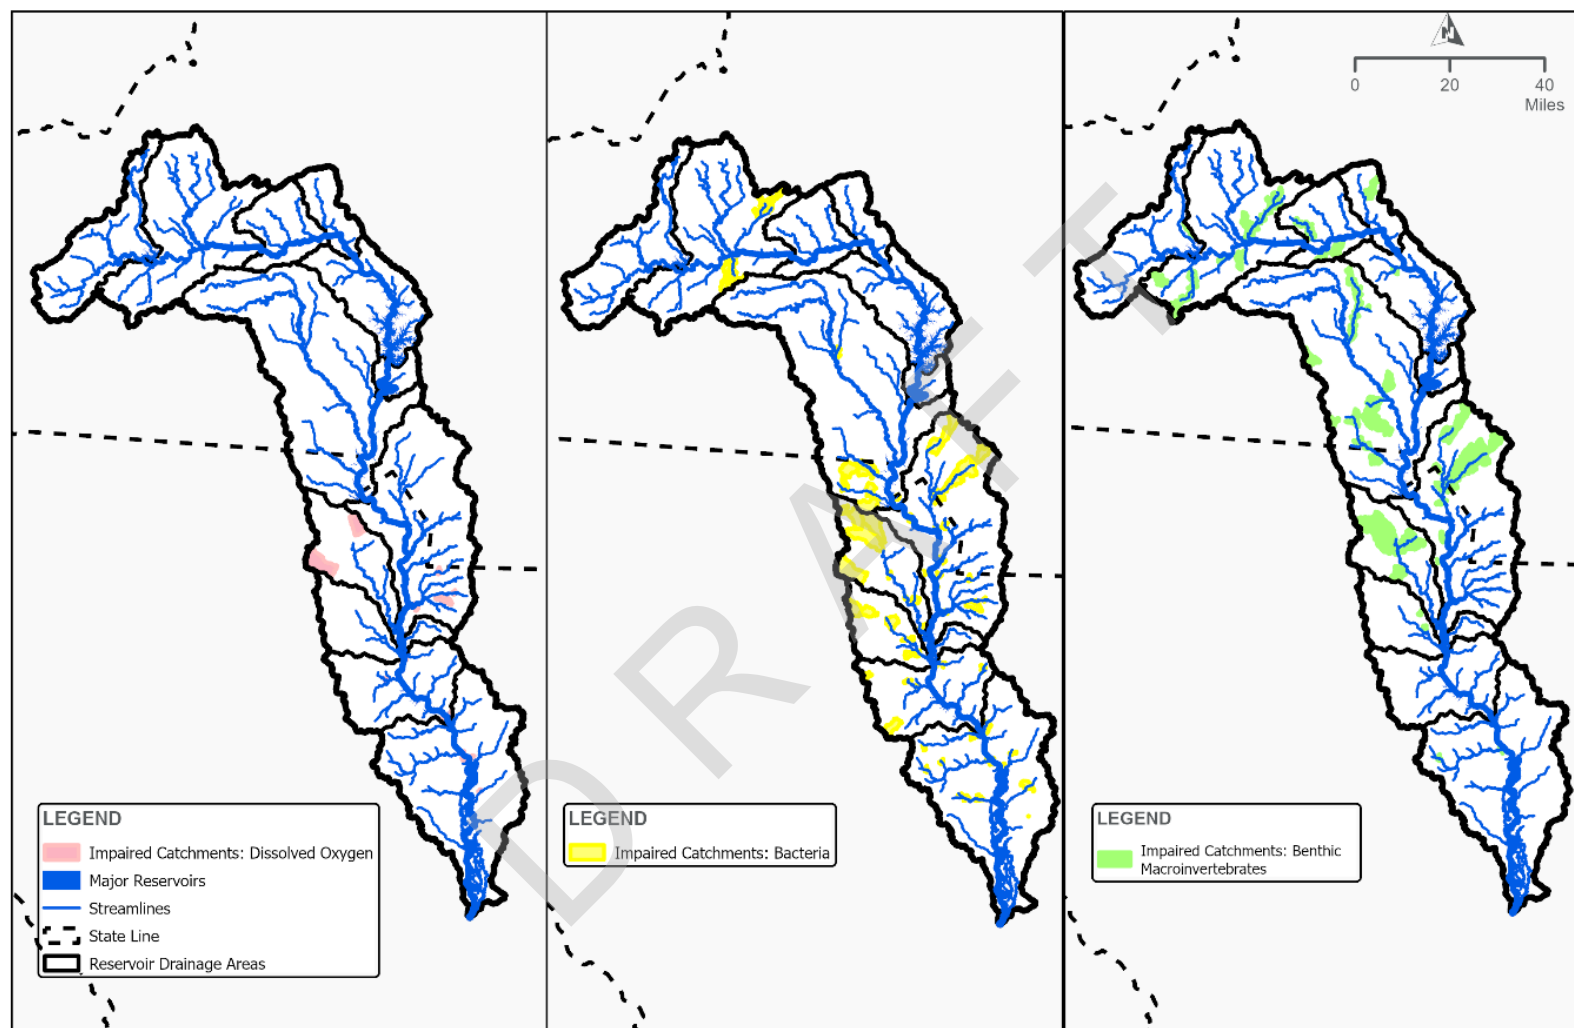 N
0 20 40
Miles
DRAFT
LEGEND
Impaired Catchments: Dissolved Oxygen
Major Reservoirs
Streamlines
State Line
Reservoir Drainage Areas
LEGEND
Impaired Catchments: Bacteria
LEGEND
Impaired Catchments: Benthic
Macroinvertebrates